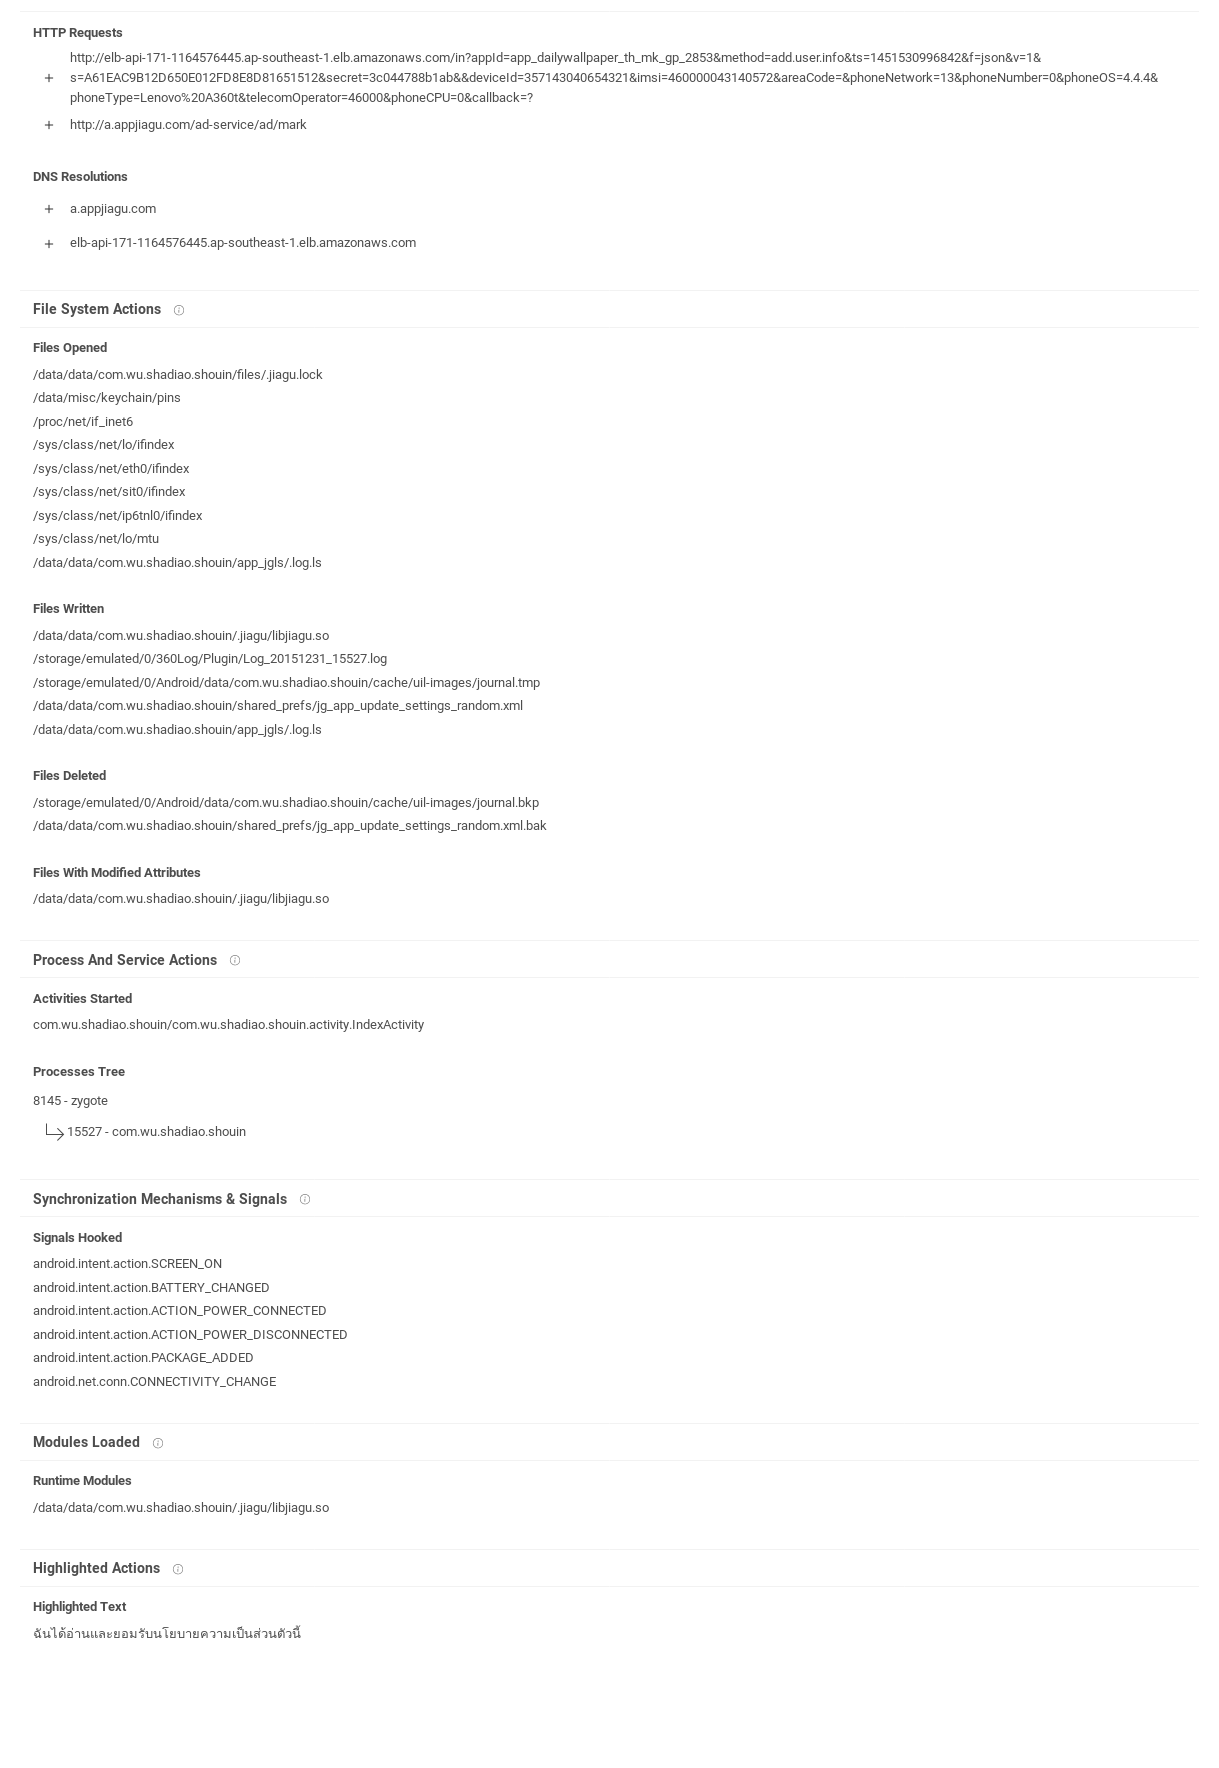 HTTP Requests
http://elb-api-171-1164576445.ap-southeast-1.elb.amazonaws.com/in?appId=app_dailywallpaper_th_mk_gp_2853&method=add.user.info&ts=1451530996842&f=json&v=1&
+ s=A61EAC9B12D650E012FD8E8D81651512&secret=3c044788b1ab&&deviceId=357143040654321&imsi=460000043140572&areaCode=&phoneNetwork=13&phoneNumber=0&phoneOS=4.4.4&
phoneType=Lenovo%20A360t&telecomOperator=46000&phoneCPU=0&callback=?
+ http://a.appjiagu.com/ad-service/ad/mark
DNS Resolutions
+ a.appjiagu.com
+ elb-api-171-1164576445.ap-southeast-1.elb.amazonaws.com
File System Actions
Files Opened
/data/data/com.wu.shadiao.shouin/files/.jiagu.lock
/data/misc/keychain/pins
/proc/net/if_inet6
/sys/class/net/lo/ifindex
/sys/class/net/eth0/ifindex
/sys/class/net/sit0/ifindex
/sys/class/net/ip6tnl0/ifindex
/sys/class/net/lo/mtu
/data/data/com.wu.shadiao.shouin/app_jgls/.log.ls
Files Written
/data/data/com.wu.shadiao.shouin/.jiagu/libjiagu.so
/storage/emulated/0/360Log/Plugin/Log_20151231_15527.log
/storage/emulated/0/Android/data/com.wu.shadiao.shouin/cache/uil-images/journal.tmp
/data/data/com.wu.shadiao.shouin/shared_prefs/jg_app_update_settings_random.xml
/data/data/com.wu.shadiao.shouin/app_jgls/.log.ls
Files Deleted
/storage/emulated/0/Android/data/com.wu.shadiao.shouin/cache/uil-images/journal.bkp
/data/data/com.wu.shadiao.shouin/shared_prefs/jg_app_update_settings_random.xml.bak
Files With Modified Attributes
/data/data/com.wu.shadiao.shouin/.jiagu/libjiagu.so
Process And Service Actions
Activities Started
com.wu.shadiao.shouin/com.wu.shadiao.shouin.activity.IndexActivity
Processes Tree
8145 - zygote
15527 - com.wu.shadiao.shouin
Synchronization Mechanisms & Signals
Signals Hooked
android.intent.action.SCREEN_ON
android.intent.action.BATTERY_CHANGED
android.intent.action.ACTION_POWER_CONNECTED
android.intent.action.ACTION_POWER_DISCONNECTED
android.intent.action.PACKAGE_ADDED
android.net.conn.CONNECTIVITY_CHANGE
Modules Loaded
Runtime Modules
/data/data/com.wu.shadiao.shouin/.jiagu/libjiagu.so
Highlighted Actions
Highlighted Text
ฉันได้อ่านและยอมรับนโยบายความเป็นส่วนตัวนี้